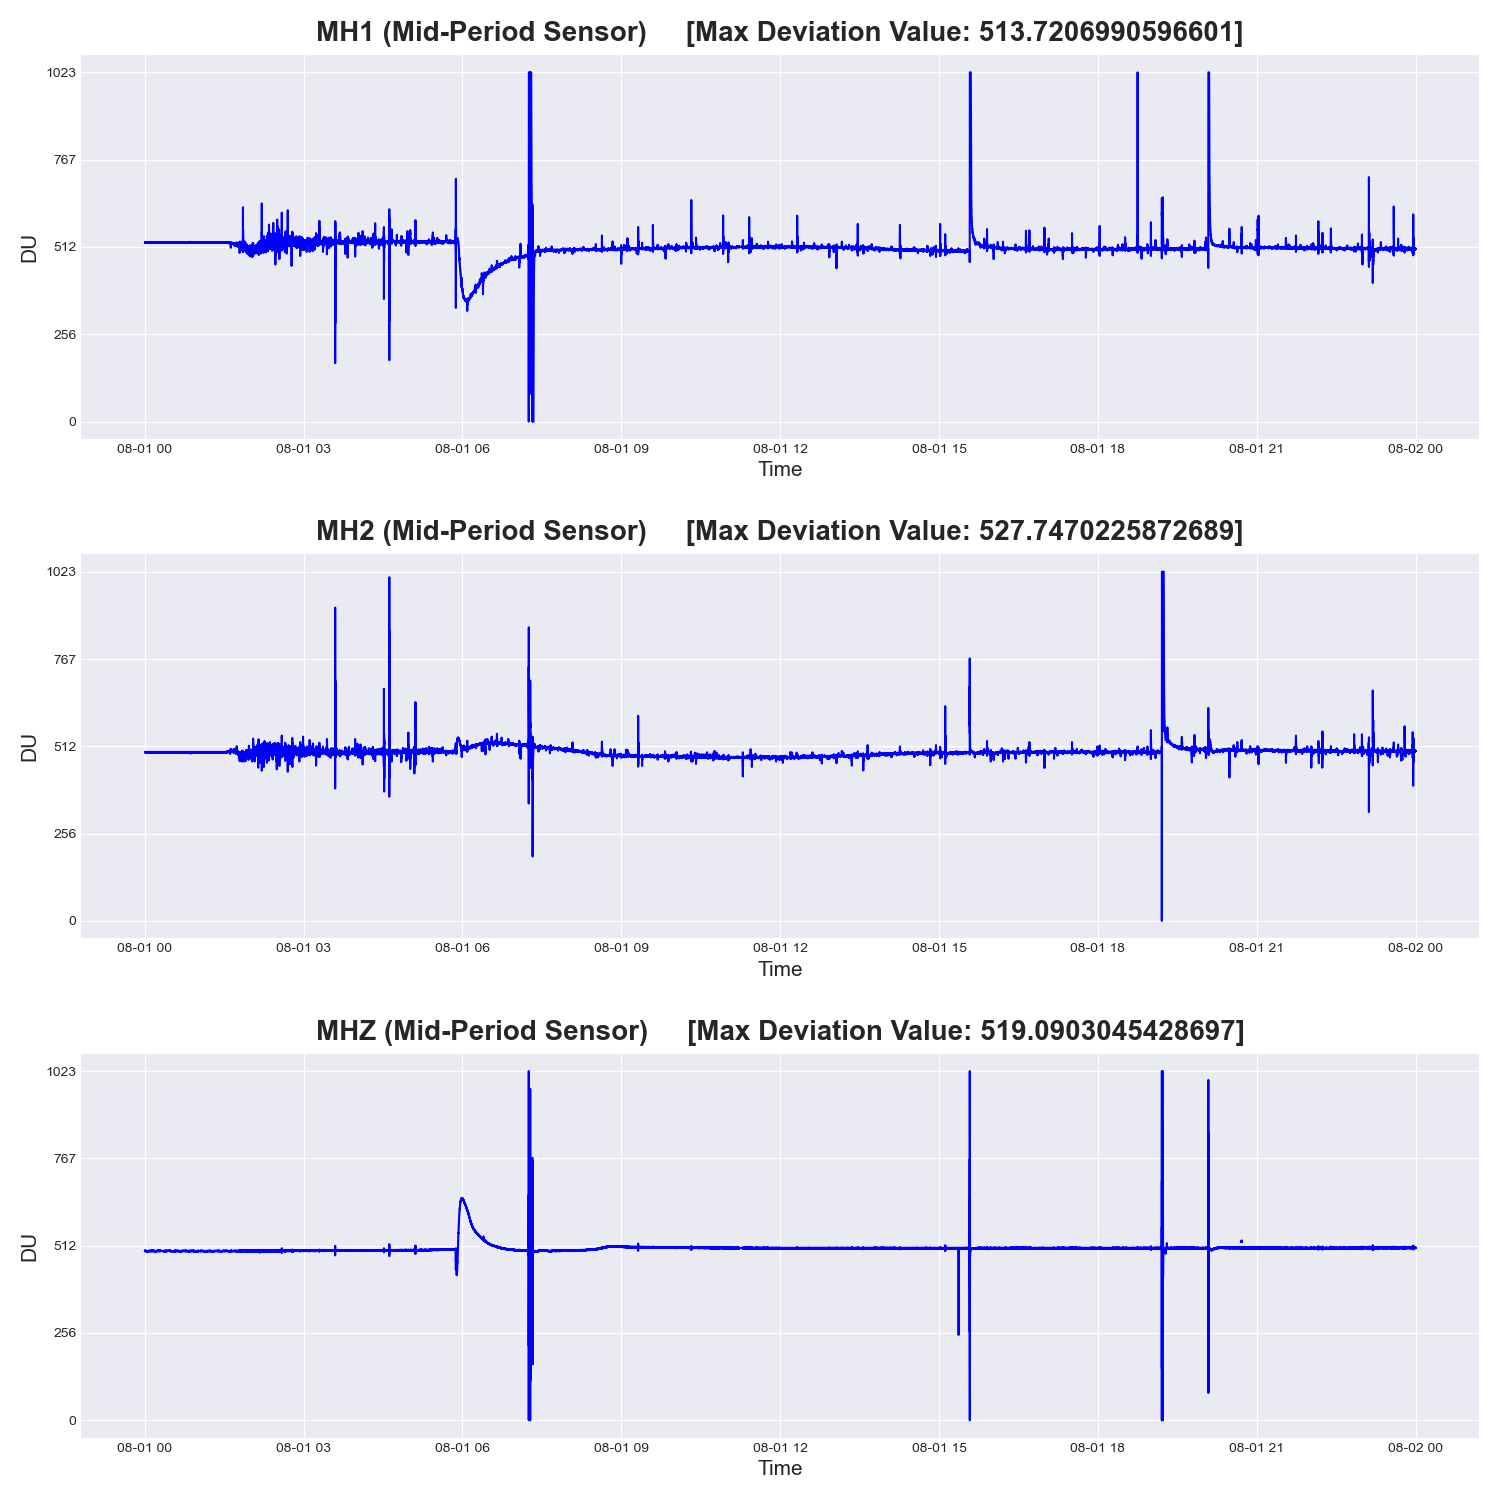 MH1 (Mid-Period Sensor) [Max Deviation Value: 513.7206990596601]
1023
767
512
256
0
DU
08-01 00 08-01 03 08-01 06 08-01 09 08-01 12 08-01 15 08-01 18 08-01 21 08-02 00
Time
MH2 (Mid-Period Sensor) [Max Deviation Value: 527.7470225872689]
1023
767
512
256
0
DU
08-01 00 08-01 03 08-01 06 08-01 09 08-01 12 08-01 15 08-01 18 08-01 21 08-02 00
Time
MHZ (Mid-Period Sensor) [Max Deviation Value: 519.0903045428697]
1023
767
512
256
0
DU
08-01 00 08-01 03 08-01 06 08-01 09 08-01 12 08-01 15 08-01 18 08-01 21 08-02 00
Time